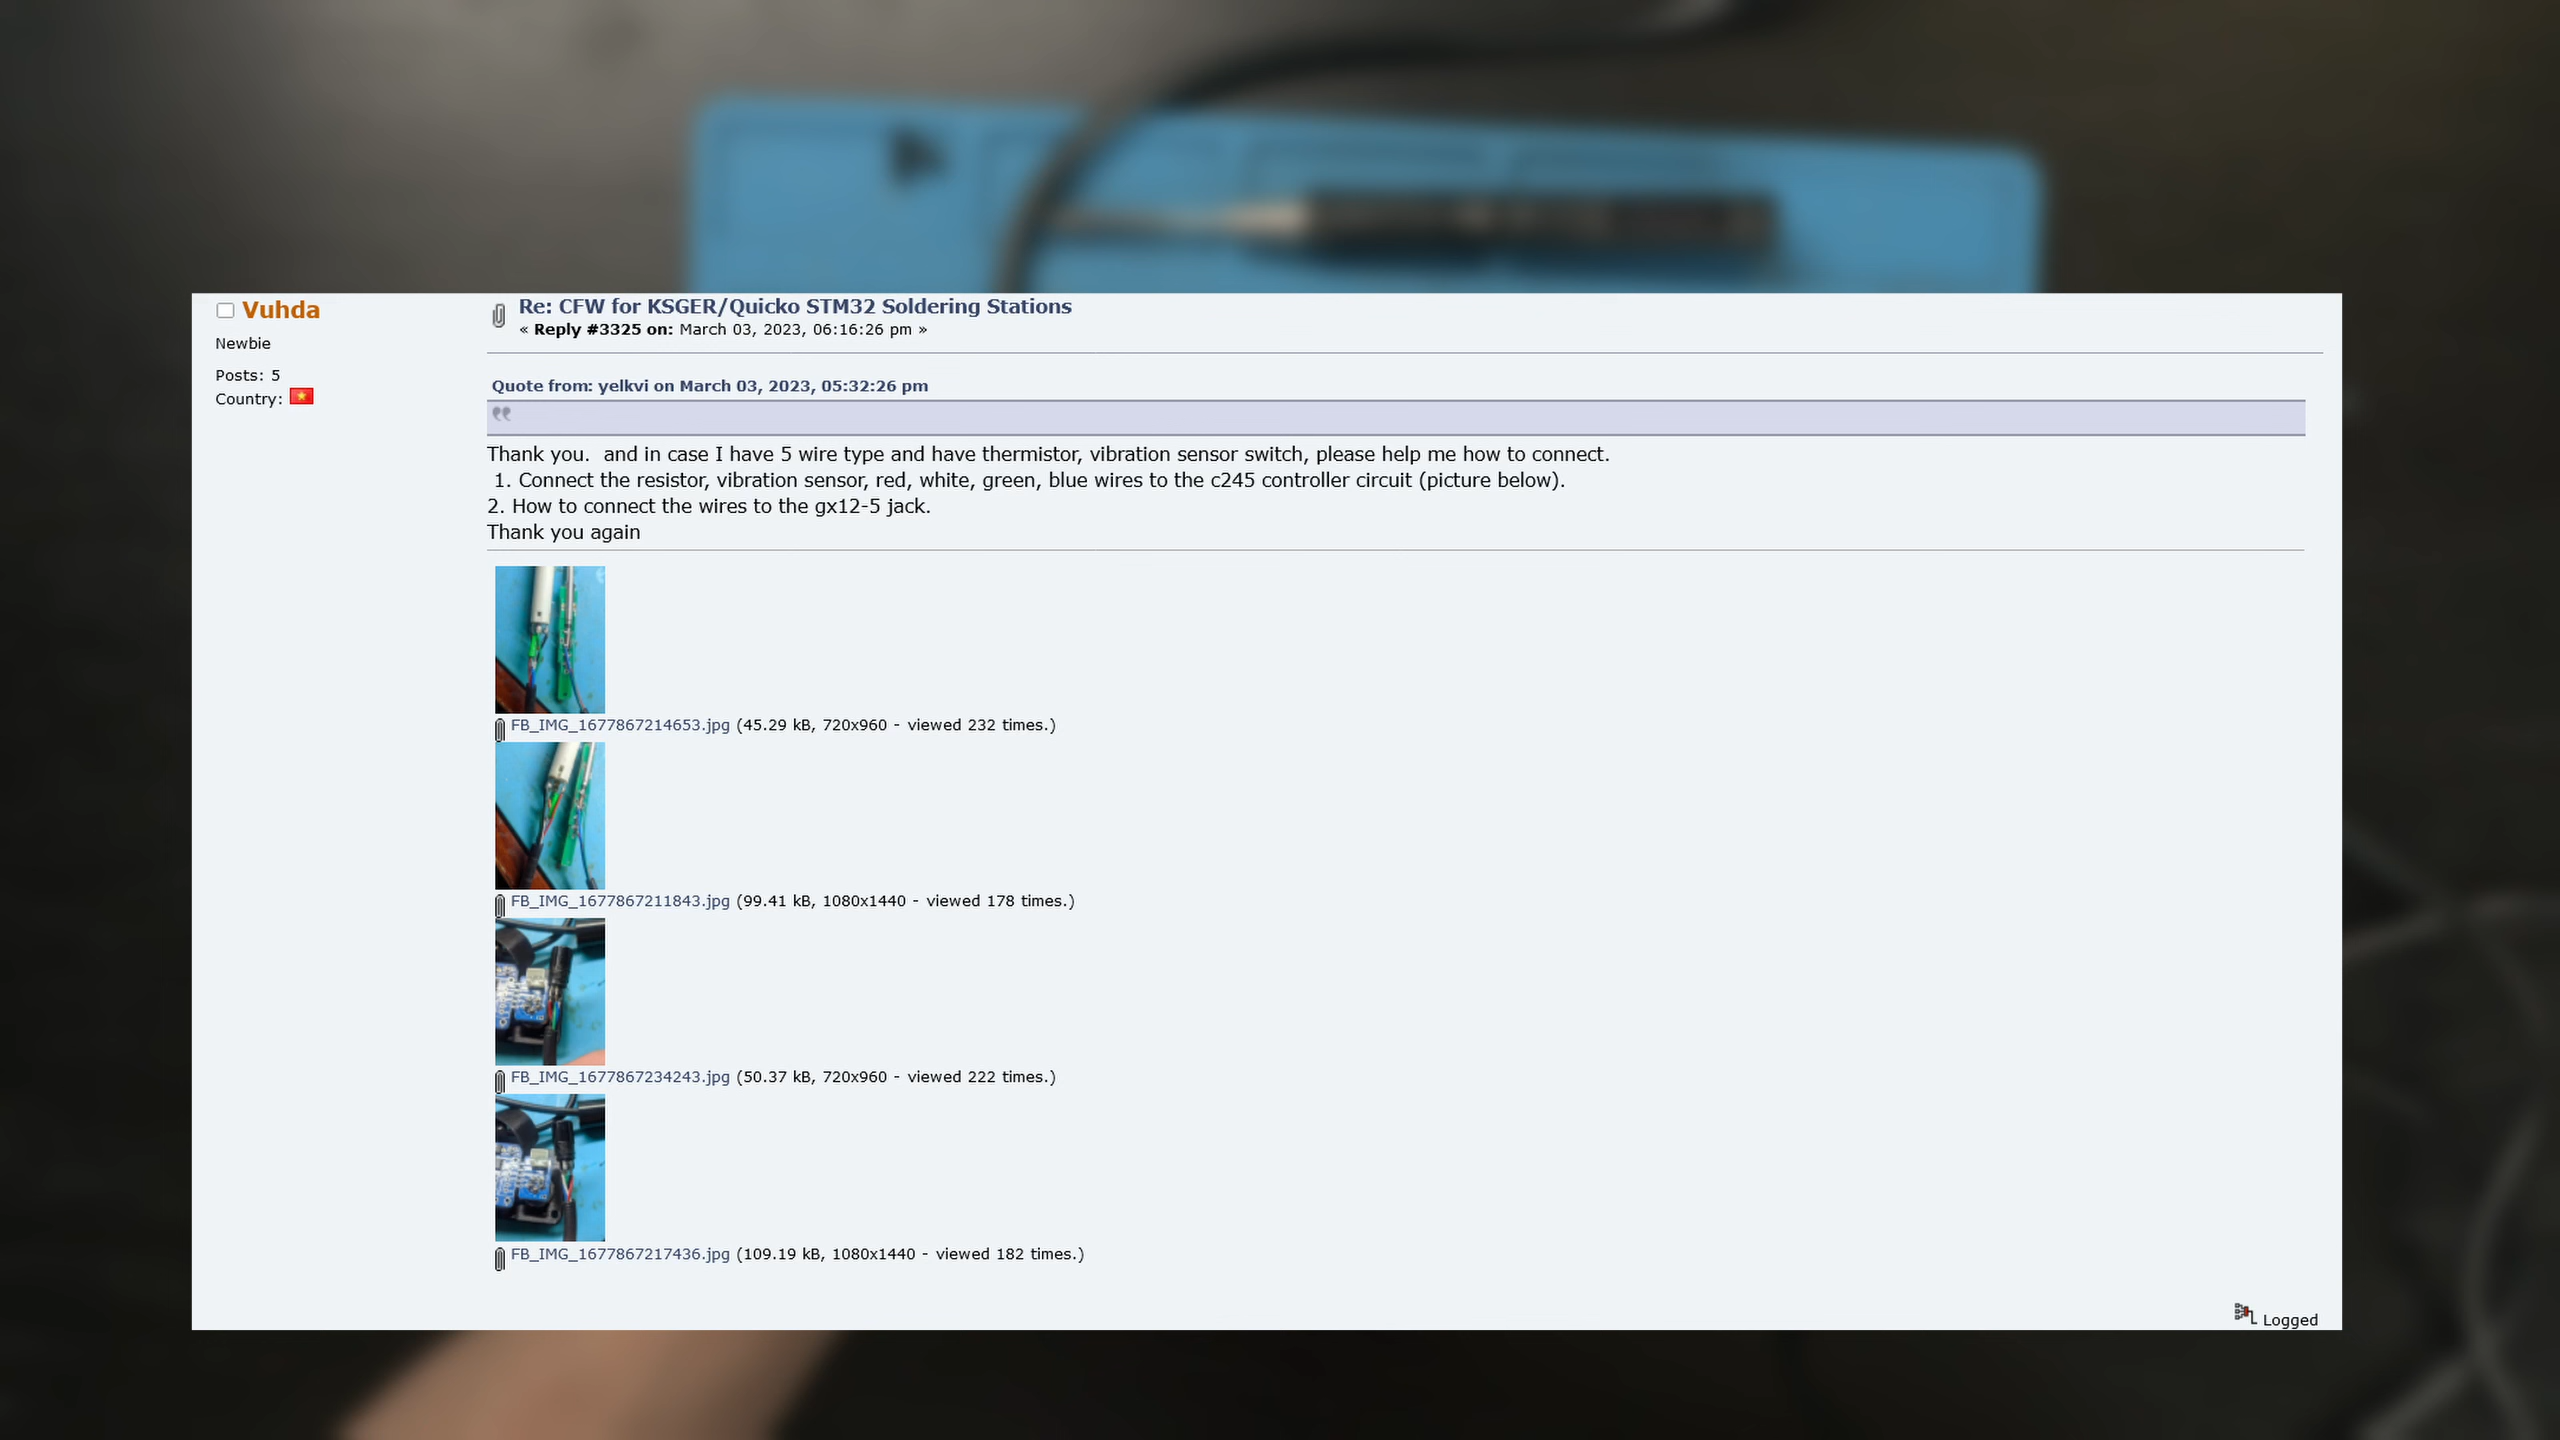 Vuhda
Newbie
Posts: 5
Country:
Re: CFW for KSGER/Quicko STM32 Soldering Stations
« Reply #3325 on: March 03, 2023, 06:16:26 pm »
Quote from: yelkvi on March 03, 2023, 05:32:26 pm
Thank you.  and in case I have 5 wire type and have thermistor, vibration sensor switch, please help me how to connect.
1. Connect the resistor, vibration sensor, red, white, green, blue wires to the c245 controller circuit (picture below).
2. How to connect the wires to the gx12-5 jack.
Thank you again
FB_IMG_1677867214653.jpg (45.29 kB, 720x960 - viewed 232 times.)
FB_IMG_1677867211843.jpg (99.41 kB, 1080x1440 - viewed 178 times.)
FB_IMG_1677867234243.jpg (50.37 kB, 720x960 - viewed 222 times.)
FB_IMG_1677867217436.jpg (109.19 kB, 1080x1440 - viewed 182 times.)
Logged